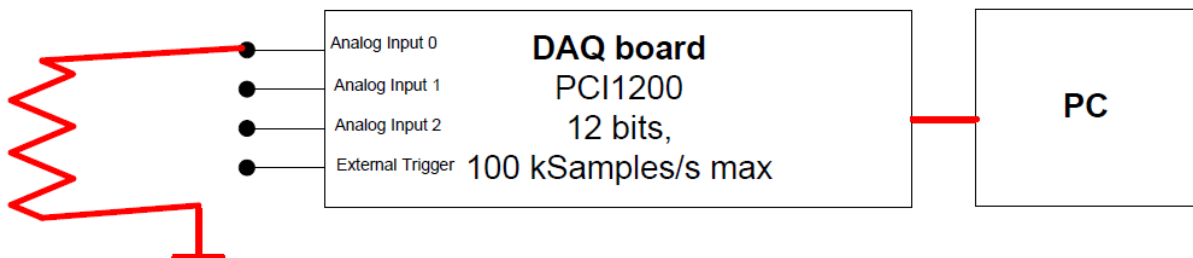 Analog Input 0
Analog Input 1
Analog Input 2
External Trigger
DAQ board
PCI1200
12 bits,
100 kSamples/s max
PC